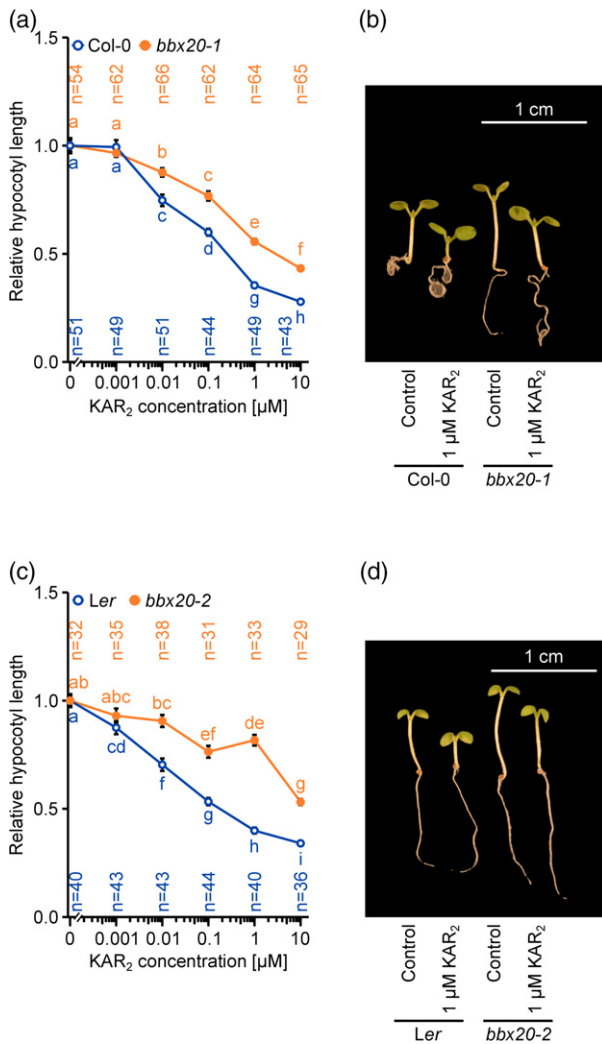 (a)
1.5
1.0
0.5
0.0
Relative hypocotyl length
Col-0 bbx20-1
n=54 n=62 n=66 n=62 n=64 n=65
a a b c e f
a a c d g h
n=51 n=49 n=51 n=44 n=49 n=43
0 0.001 0.01 0.1 1 10
KAR₂ concentration [µM]
(b)
1 cm
Control 1 µM KAR₂ Control 1 µM KAR₂
Col-0 bbx20-1
(c)
1.5
1.0
0.5
0.0
Relative hypocotyl length
Ler bbx20-2
n=32 n=35 n=38 n=31 n=33 n=29
ab abc bc ef de g
a cd f g h i
n=40 n=43 n=43 n=44 n=40 n=36
0 0.001 0.01 0.1 1 10
KAR₂ concentration [µM]
(d)
1 cm
Control 1 µM KAR₂ Control 1 µM KAR₂
Ler bbx20-2